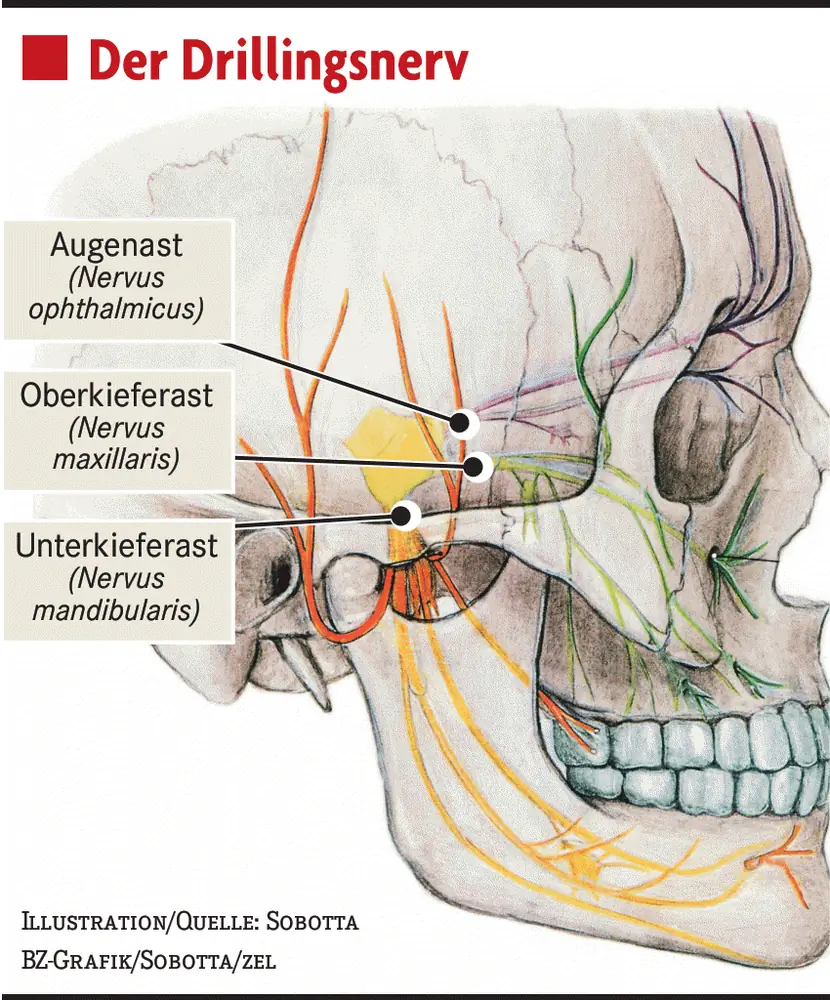 Der Drillingsnerv
Augenast
(Nervus
ophthalmicus)
Oberkieferast
(Nervus
maxillaris)
Unterkieferast
(Nervus
mandibularis)
Illustration/Quelle: Sobotta
BZ-Grafik/Sobotta/zel